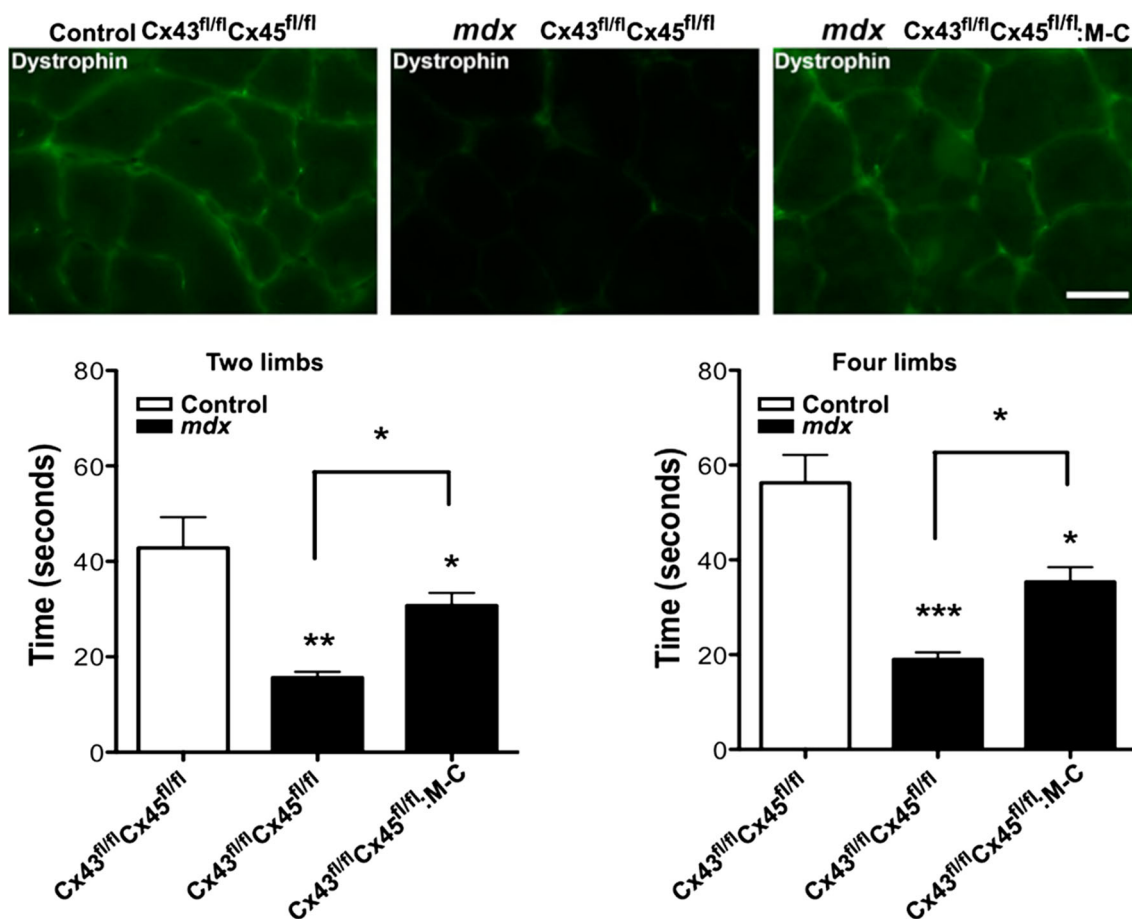 Control Cx43fl/flCx45fl/fl
mdx Cx43fl/flCx45fl/fl
mdx Cx43fl/flCx45fl/fl:M-C
Dystrophin
Dystrophin
Dystrophin
Two limbs
80
60
40
20
0
Time (seconds)
Control
mdx
*
**
*
Cx43fl/flCx45fl/fl
Cx43fl/flCx45fl/fl
Cx43fl/flCx45fl/fl:M-C
Four limbs
80
60
40
20
0
Time (seconds)
Control
mdx
*
***
*
Cx43fl/flCx45fl/fl
Cx43fl/flCx45fl/fl
Cx43fl/flCx45fl/fl:M-C